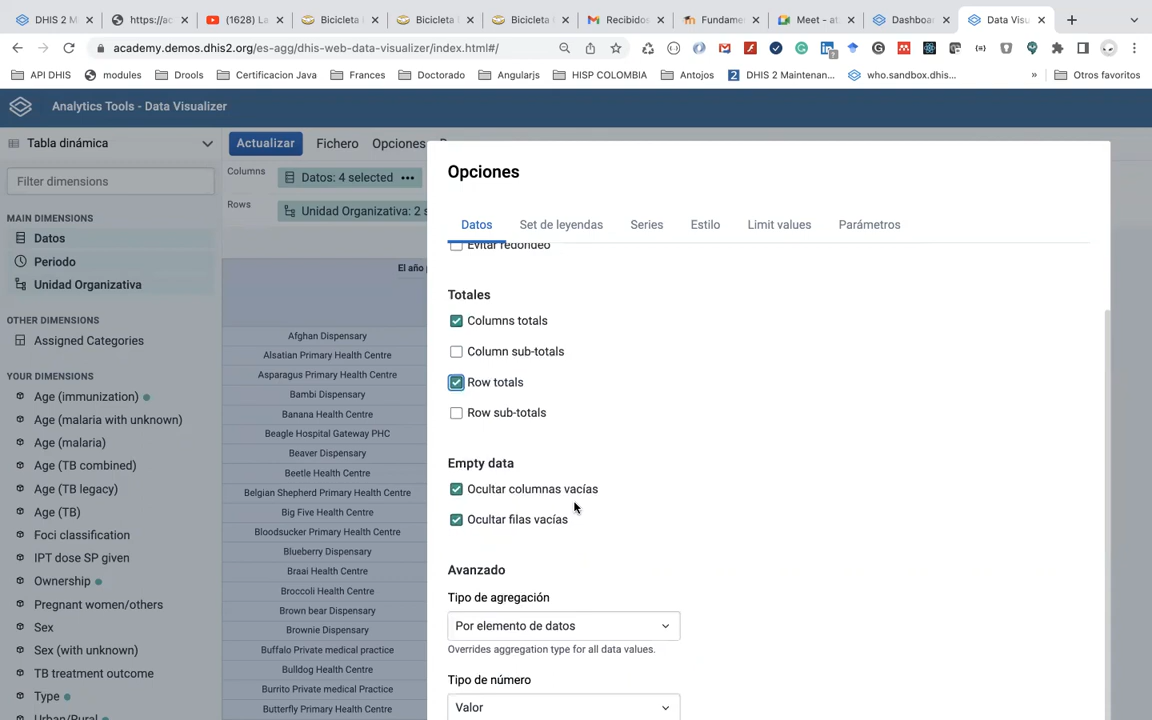 DHIS 2 M
https://ac
(1628) La
Bicicleta
Bicicleta
Bicicleta
Recibidos
Fundame
Meet - at
Dashboar
Data Visu
academy.demos.dhis2.org/es-agg/dhis-web-data-visualizer/index.html#/
API DHIS
modules
Drools
Certificacion Java
Frances
Doctorado
Angularjs
HISP COLOMBIA
Antojos
DHIS 2 Maintenan...
who.sandbox.dhis...
»
Otros favoritos
Analytics Tools - Data Visualizer
Tabla dinámica
Actualizar
Fichero
Opciones
Filter dimensions
Columns
Datos: 4 selected
Rows
Unidad Organizativa: 2 s
MAIN DIMENSIONS
Datos
Periodo
Unidad Organizativa
OTHER DIMENSIONS
Assigned Categories
YOUR DIMENSIONS
Age (immunization)
Age (malaria with unknown)
Age (malaria)
Age (TB combined)
Age (TB legacy)
Age (TB)
Foci classification
IPT dose SP given
Ownership
Pregnant women/others
Sex
Sex (with unknown)
TB treatment outcome
Type
Urban/Rural
El año
Afghan Dispensary
Alsatian Primary Health Centre
Asparagus Primary Health Centre
Bambi Dispensary
Banana Health Centre
Beagle Hospital Gateway PHC
Beaver Dispensary
Beetle Health Centre
Belgian Shepherd Primary Health Centre
Big Five Health Centre
Bloodsucker Primary Health Centre
Blueberry Dispensary
Braai Health Centre
Broccoli Health Centre
Brown bear Dispensary
Brownie Dispensary
Buffalo Private medical practice
Bulldog Health Centre
Burrito Private medical Practice
Butterfly Primary Health Centre
Opciones
Datos
Set de leyendas
Series
Estilo
Limit values
Parámetros
Evitar redondeo
Totales
Columns totals
Column sub-totals
Row totals
Row sub-totals
Empty data
Ocultar columnas vacías
Ocultar filas vacías
Avanzado
Tipo de agregación
Por elemento de datos
Overrides aggregation type for all data values.
Tipo de número
Valor